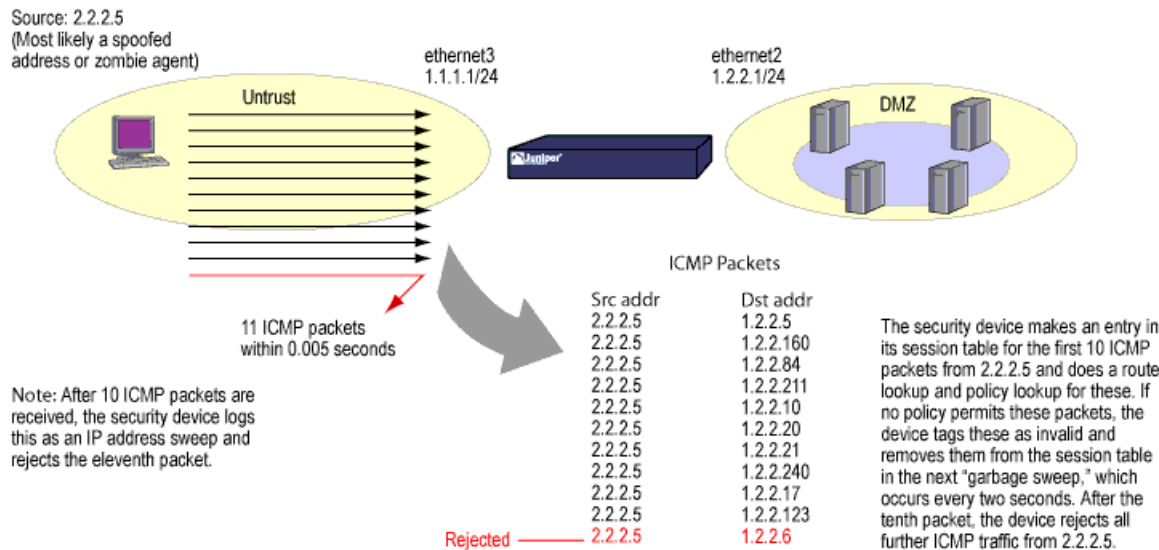 Source: 2.2.2.5
(Most likely a spoofed
address or zombie agent)
ethernet3
1.1.1.1/24
ethernet2
1.2.2.1/24
Untrust
DMZ
Juniper
11 ICMP packets
within 0.005 seconds
Note: After 10 ICMP packets are
received, the security device logs
this as an IP address sweep and
rejects the eleventh packet.
ICMP Packets
Src addr Dst addr
2.2.2.5 1.2.2.5
2.2.2.5 1.2.2.160
2.2.2.5 1.2.2.84
2.2.2.5 1.2.2.211
2.2.2.5 1.2.2.10
2.2.2.5 1.2.2.20
2.2.2.5 1.2.2.21
2.2.2.5 1.2.2.240
2.2.2.5 1.2.2.17
2.2.2.5 1.2.2.123
Rejected 2.2.2.5 1.2.2.6
The security device makes an entry in
its session table for the first 10 ICMP
packets from 2.2.2.5 and does a route
lookup and policy lookup for these. If
no policy permits these packets, the
device tags these as invalid and
removes them from the session table
in the next “garbage sweep,” which
occurs every two seconds. After the
tenth packet, the device rejects all
further ICMP traffic from 2.2.2.5.